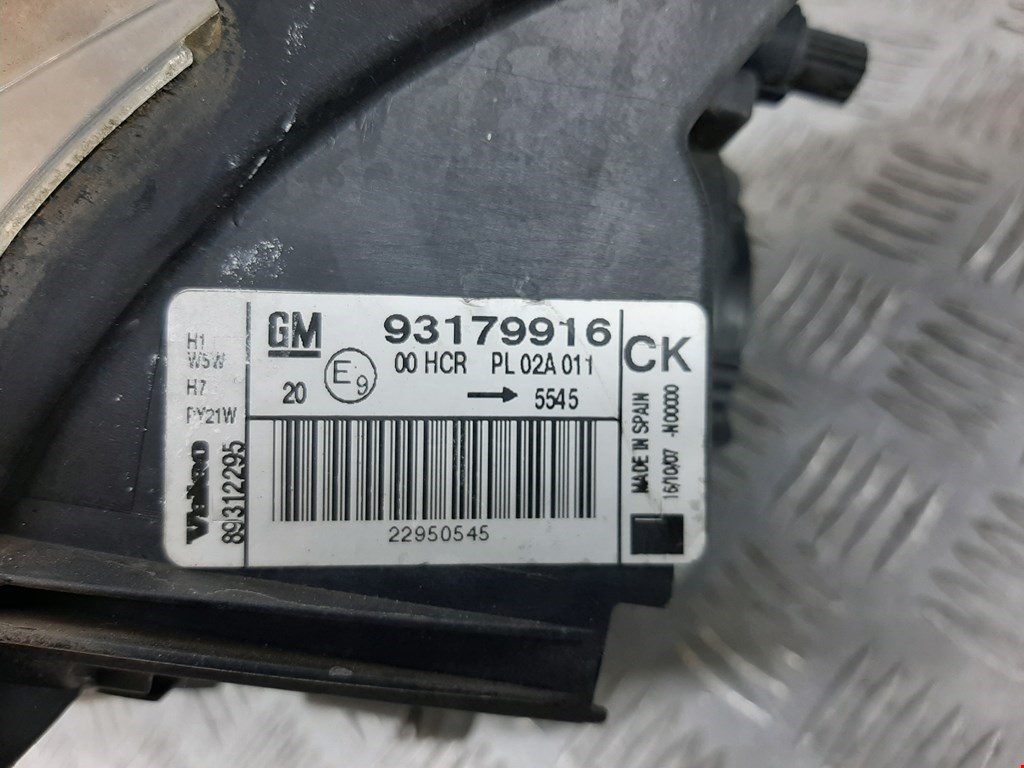 H1
W5W
H7
PY21W
Valeo
89312295
GM 93179916
00 HCR PL 02A 011
20 E9 → 5545
22950545
CK
MADE IN SPAIN
16/10/07 -N 00000